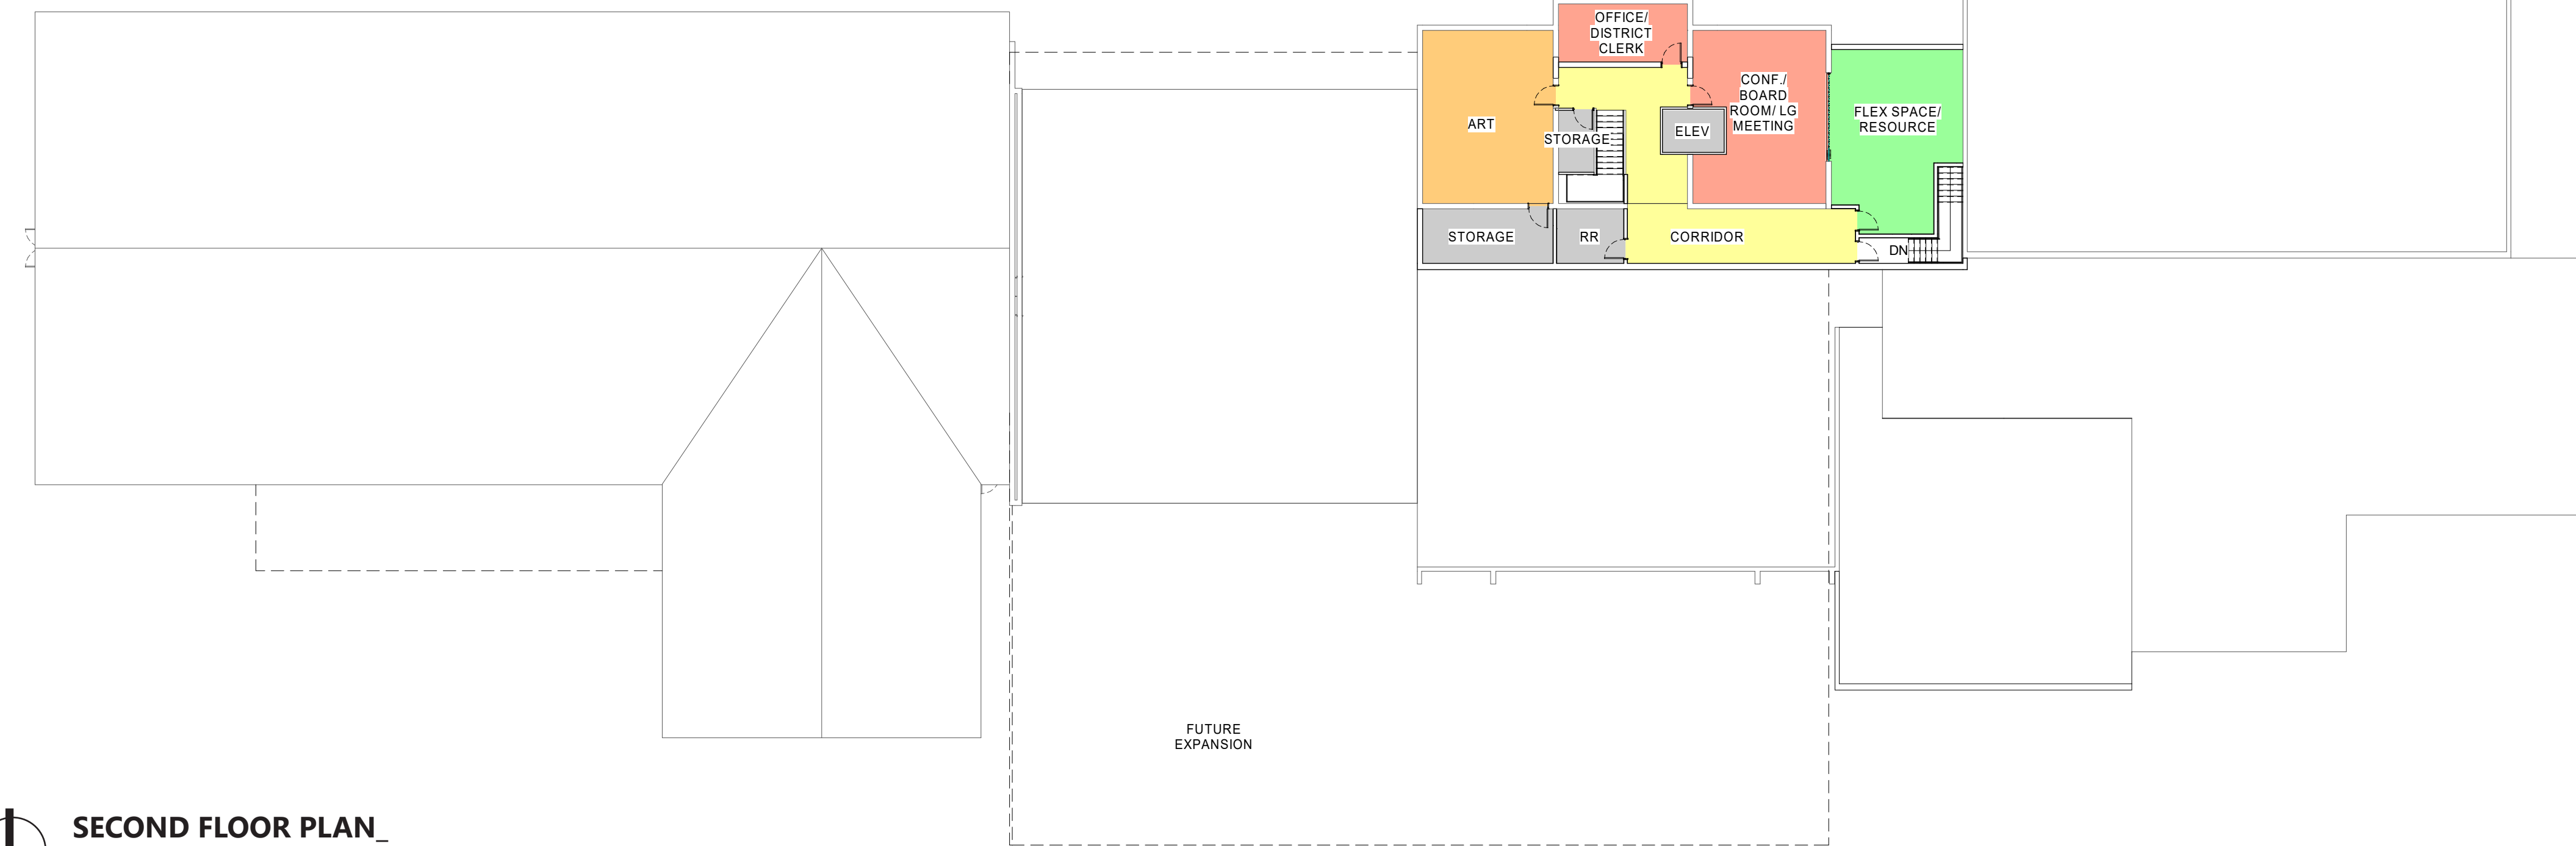 OFFICE/
DISTRICT
CLERK
CONF./
BOARD
ROOM/ LG
MEETING
FLEX SPACE/
RESOURCE
ART
STORAGE
ELEV
STORAGE
RR
CORRIDOR
DN
FUTURE
EXPANSION
SECOND FLOOR PLAN_